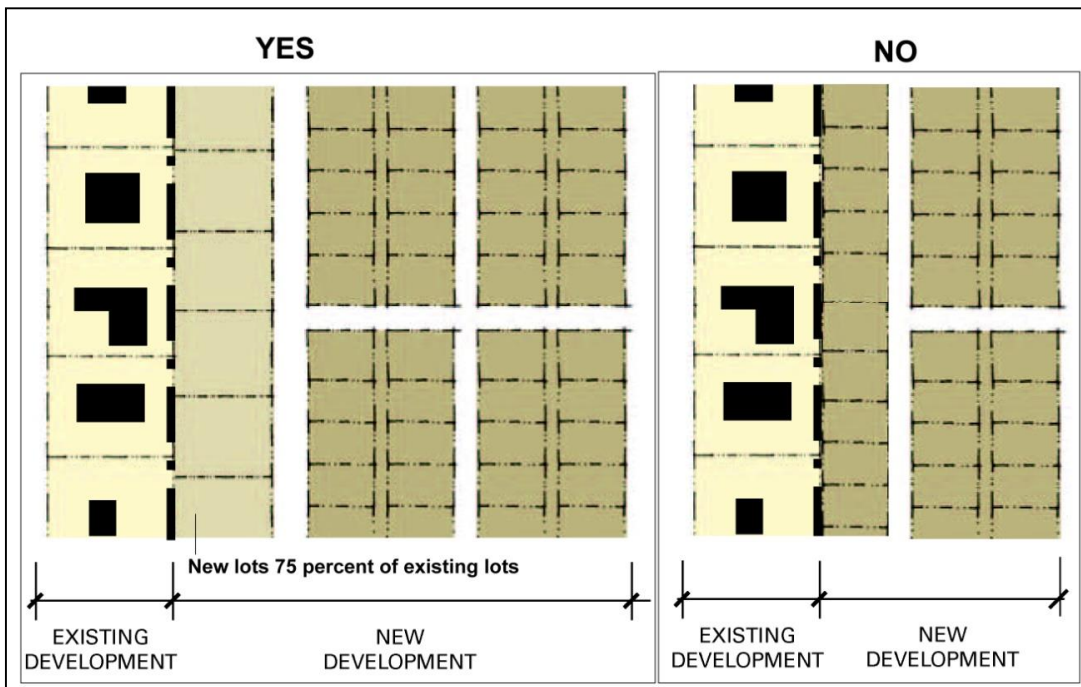 YES
NO
New lots 75 percent of existing lots
EXISTING
DEVELOPMENT
NEW
DEVELOPMENT
EXISTING
DEVELOPMENT
NEW
DEVELOPMENT